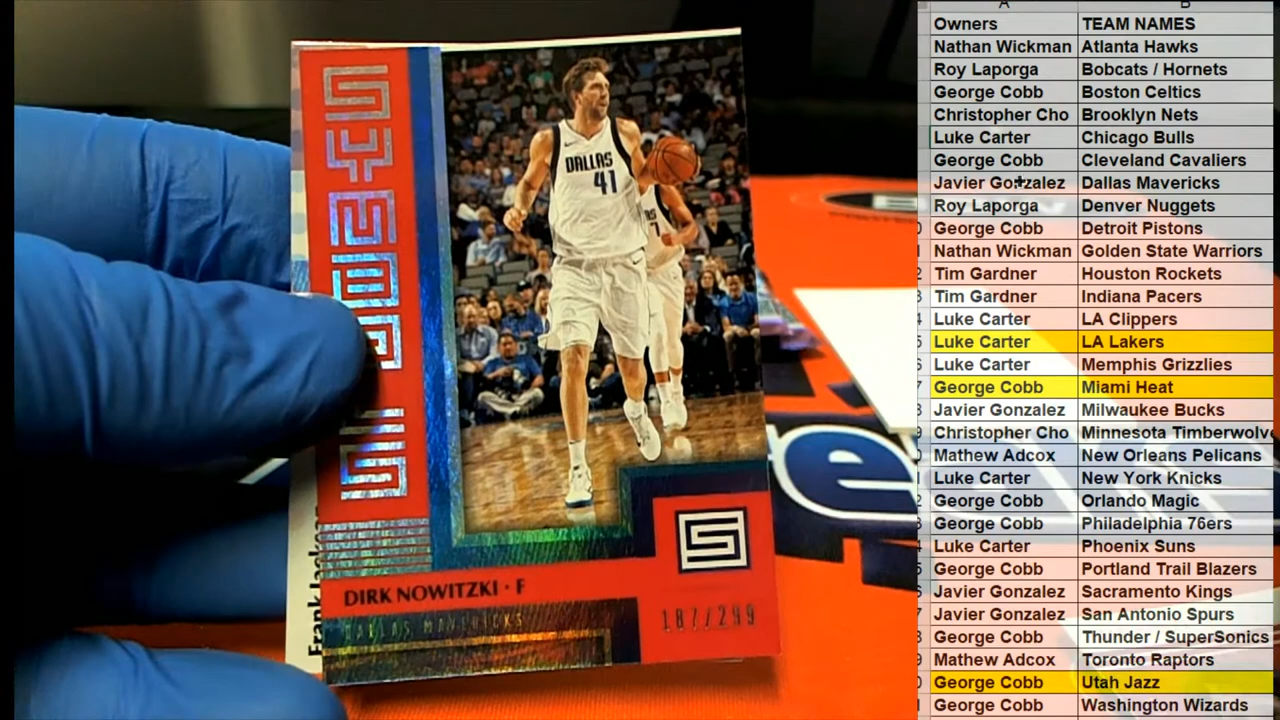 DALLAS
41
7
DIRK NOWITZKI · F
DALLAS MAVERICKS
187/299
S
Frank Jackson
e
A B
Owners TEAM NAMES
Nathan Wickman Atlanta Hawks
Roy Laporga Bobcats / Hornets
George Cobb Boston Celtics
Christopher Cho Brooklyn Nets
Luke Carter Chicago Bulls
George Cobb Cleveland Cavaliers
Javier Gonzalez Dallas Mavericks
Roy Laporga Denver Nuggets
George Cobb Detroit Pistons
Nathan Wickman Golden State Warriors
Tim Gardner Houston Rockets
Tim Gardner Indiana Pacers
Luke Carter LA Clippers
Luke Carter LA Lakers
Luke Carter Memphis Grizzlies
George Cobb Miami Heat
Javier Gonzalez Milwaukee Bucks
Christopher Cho Minnesota Timberwolve
Mathew Adcox New Orleans Pelicans
Luke Carter New York Knicks
George Cobb Orlando Magic
George Cobb Philadelphia 76ers
Luke Carter Phoenix Suns
George Cobb Portland Trail Blazers
Javier Gonzalez Sacramento Kings
Javier Gonzalez San Antonio Spurs
George Cobb Thunder / SuperSonics
Mathew Adcox Toronto Raptors
George Cobb Utah Jazz
George Cobb Washington Wizards